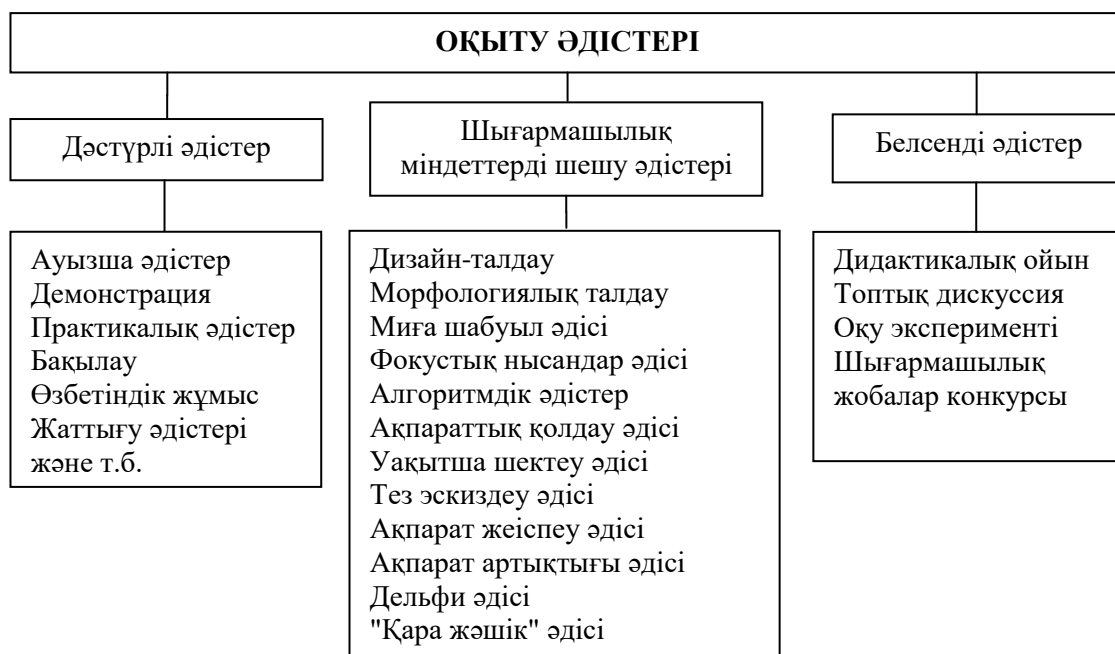 ОҚЫТУ ӘДІСТЕРІ
Дәстүрлі әдістер
Шығармашылық
міндеттерді шешу әдістері
Белсенді әдістер
Ауызша әдістер
Демонстрация
Практикалық әдістер
Бақылау
Өзбетіндік жұмыс
Жаттығу әдістері
және т.б.
Дизайн-талдау
Морфологиялық талдау
Миға шабуыл әдісі
Фокустық нысандар әдісі
Алгоритмдік әдістер
Ақпараттық қолдау әдісі
Уақытша шектеу әдісі
Тез эскиздеу әдісі
Ақпарат жеіспеу әдісі
Ақпарат артықтығы әдісі
Дельфи әдісі
"Қара жәшік" әдісі
Дидактикалық ойын
Топтық дискуссия
Оқу эксперименті
Шығармашылық
жобалар конкурсы